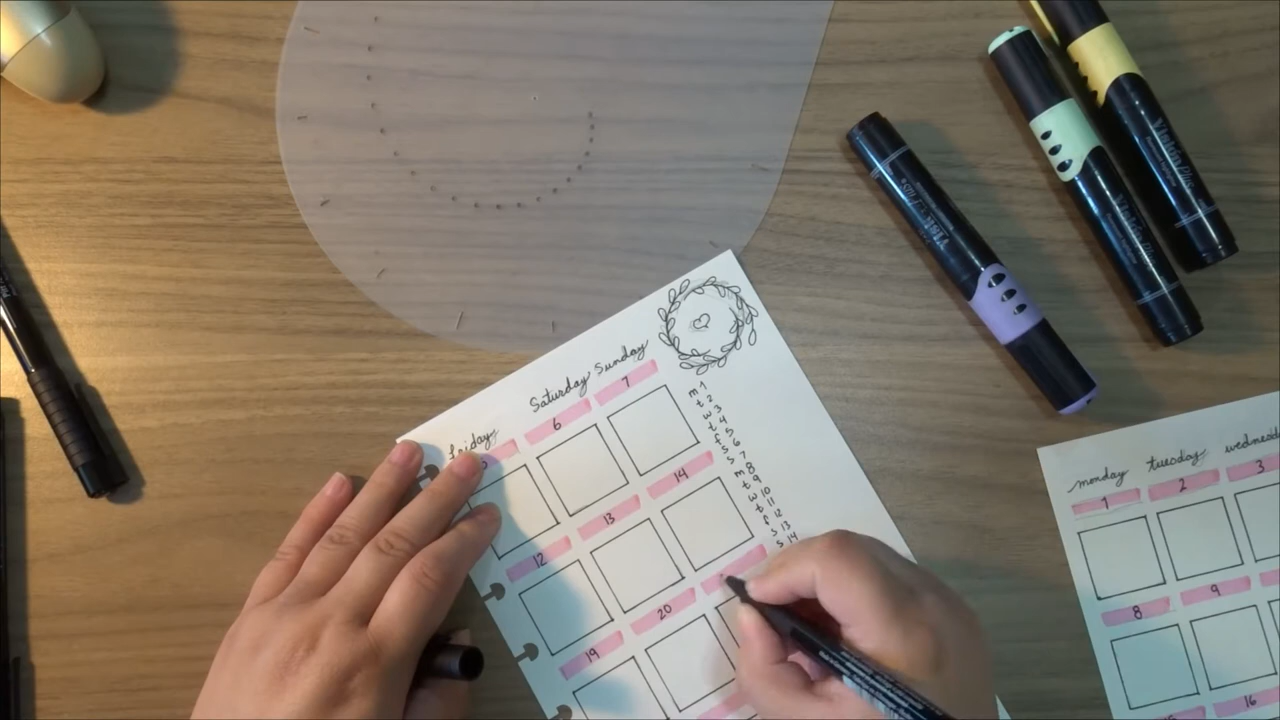 friday Saturday Sunday
5 6 7
12 13 14
19 20
m 1
t 2
w 3
t 4
f 5
s 6
s 7
m 8
t 9
w 10
t 11
f 12
s 13
s 14
monday tuesday wednesd
1 2 3
8 9
16